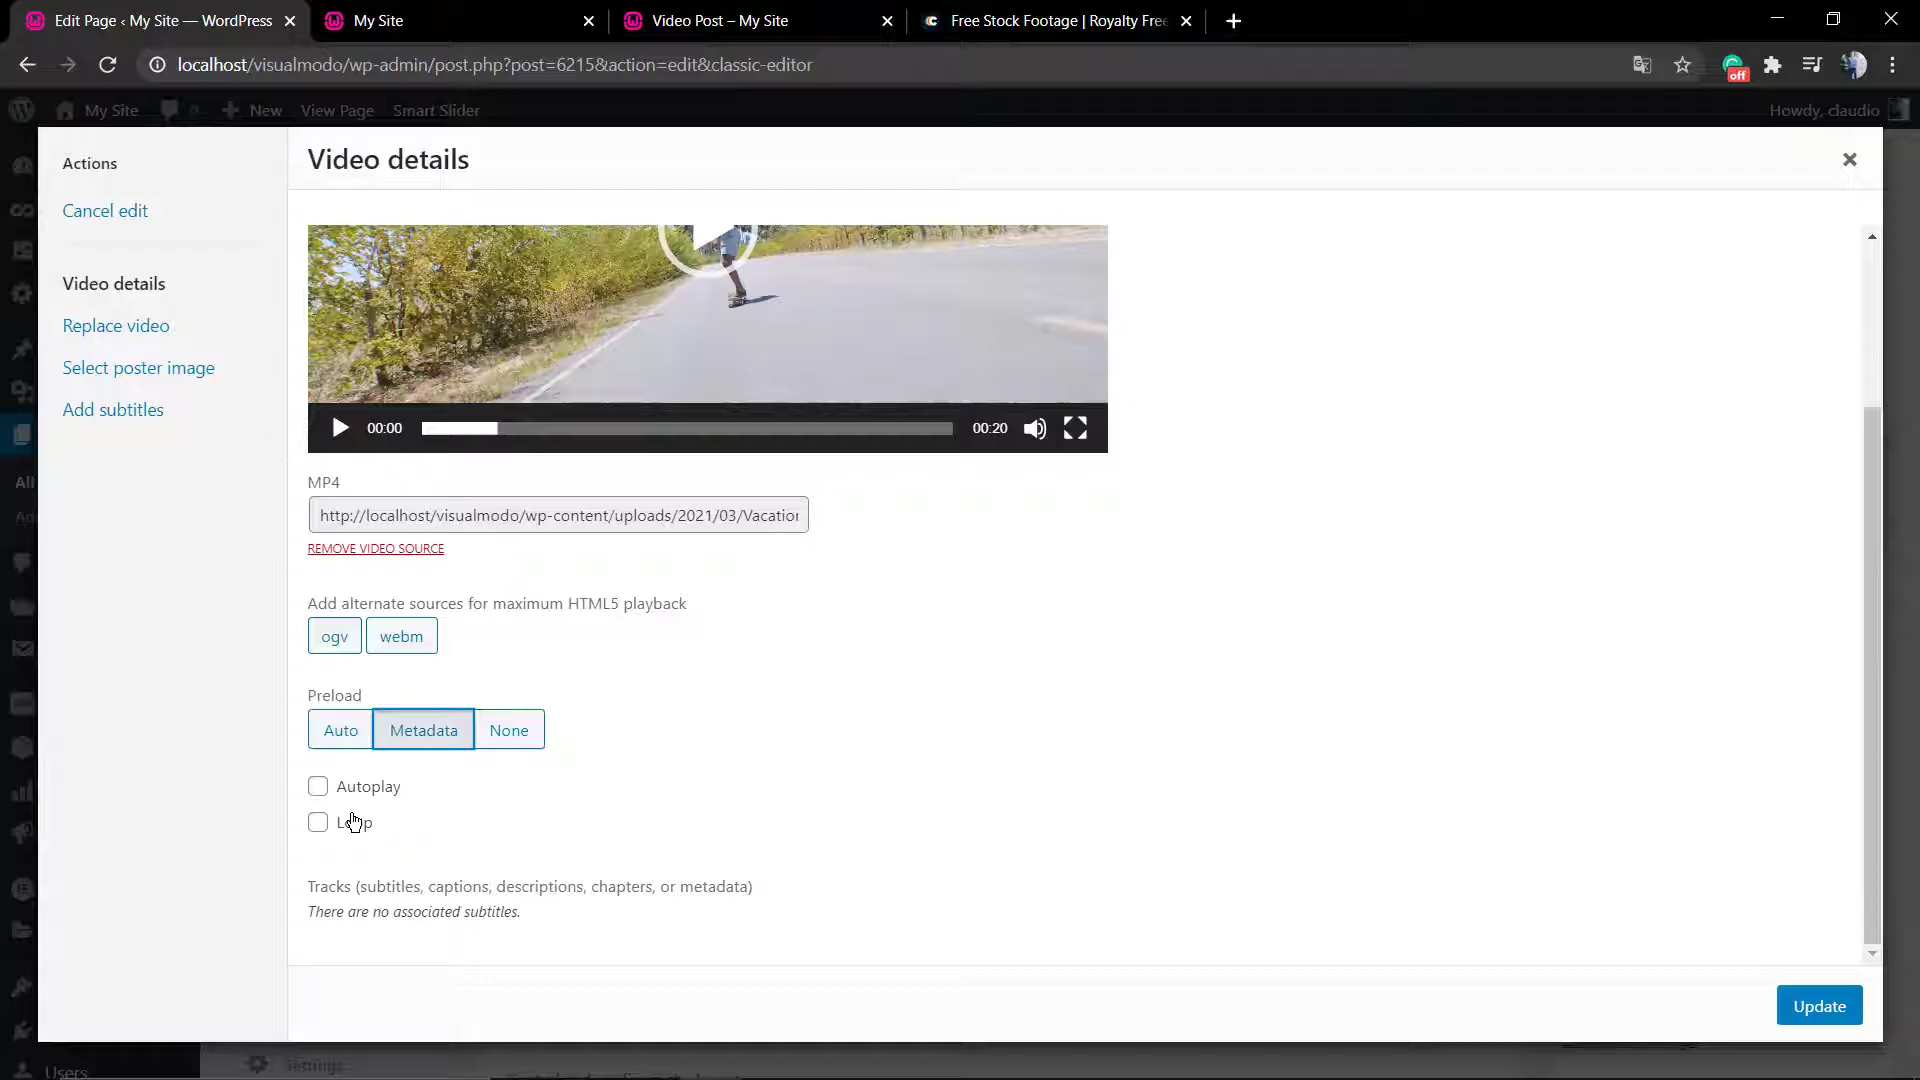 Edit Page ‹ My Site — WordPress
My Site
Video Post – My Site
Free Stock Footage | Royalty Free
localhost/visualmodo/wp-admin/post.php?post=6215&action=edit&classic-editor
off
My Site
New
View Page
Smart Slider
Howdy, claudio
Actions
Cancel edit
Video details
Replace video
Select poster image
Add subtitles
Video details
00:00
00:20
MP4
http://localhost/visualmodo/wp-content/uploads/2021/03/Vacation
REMOVE VIDEO SOURCE
Add alternate sources for maximum HTML5 playback
ogv
webm
Preload
Auto
Metadata
None
Autoplay
Loop
Tracks (subtitles, captions, descriptions, chapters, or metadata)
There are no associated subtitles.
Update
All
Users
Settings